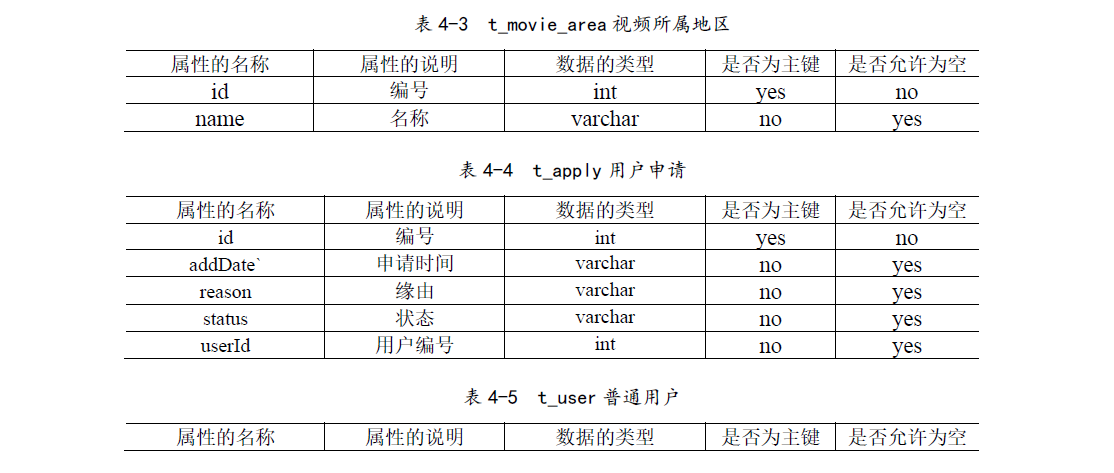 表 4-3 t_movie_area 视频所属地区
属性的名称 属性的说明 数据的类型 是否为主键 是否允许为空
id 编号 int yes no
name 名称 varchar no yes
表 4-4 t_apply 用户申请
属性的名称 属性的说明 数据的类型 是否为主键 是否允许为空
id 编号 int yes no
addDate` 申请时间 varchar no yes
reason 缘由 varchar no yes
status 状态 varchar no yes
userId 用户编号 int no yes
表 4-5 t_user 普通用户
属性的名称 属性的说明 数据的类型 是否为主键 是否允许为空